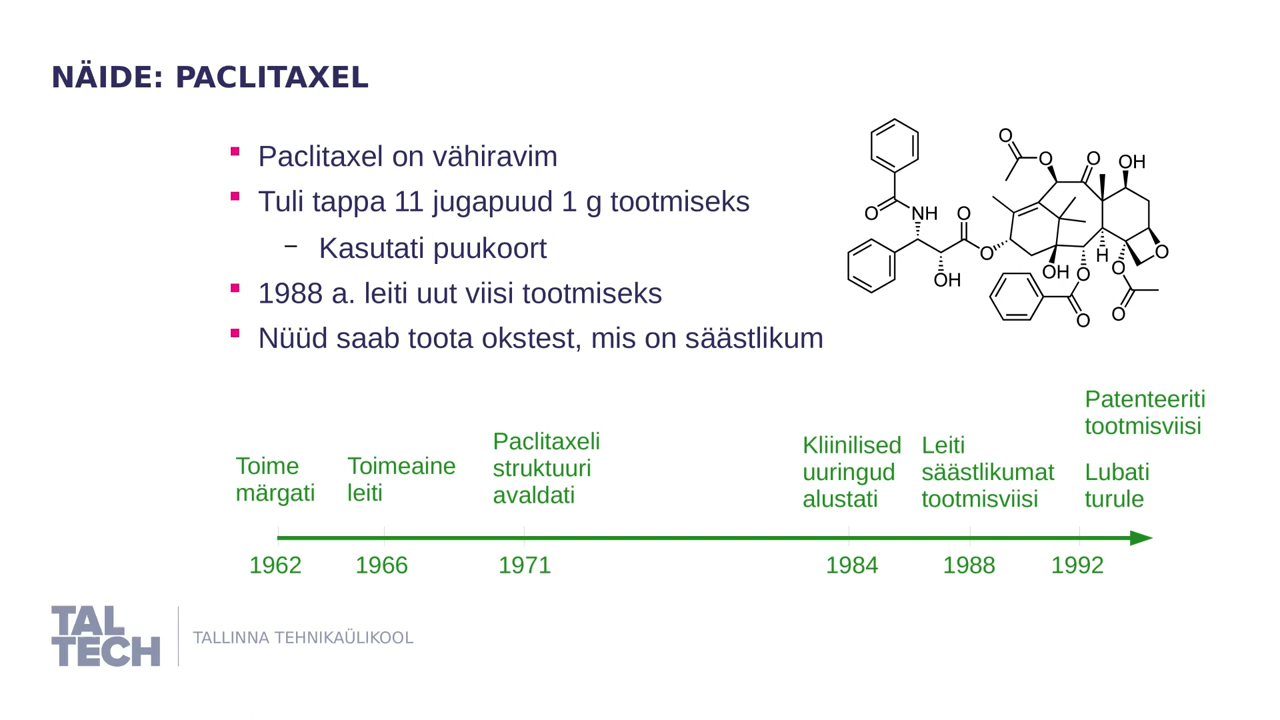 NÄIDE: PACLITAXEL
Paclitaxel on vähiravim
Tuli tappa 11 jugapuud 1 g tootmiseks
– Kasutati puukoort
1988 a. leiti uut viisi tootmiseks
Nüüd saab toota okstest, mis on säästlikum
O
O
O
OH
O
NH
O
O
OH
OH
O
H
O
O
O
O
Toime
märgati
Toimeaine
leiti
Paclitaxeli
struktuuri
avaldati
Kliinilised
uuringud
alustati
Leiti
säästlikumat
tootmisviisi
Patenteeriti
tootmisviisi
Lubati
turule
1962
1966
1971
1984
1988
1992
TAL
TECH
TALLINNA TEHNIKAÜLIKOOL